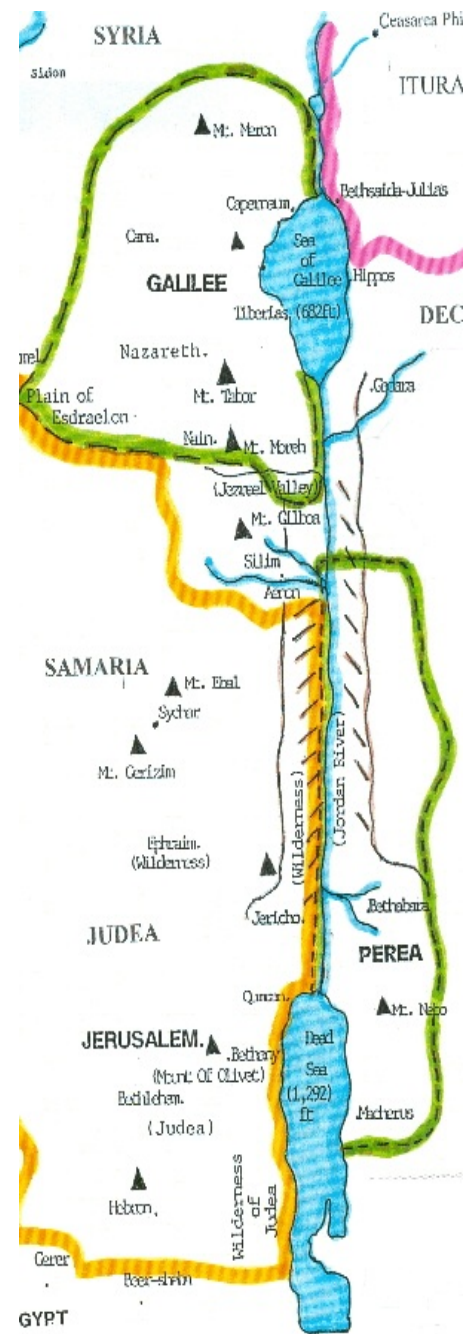 SYRIA
Ceasarea Phi
Sidon
ITURA
Mt. Maron
Bethsaida-Julias
Capernaum.
Cana.
Sea
of
Galilee
GALILEE
Hippos
Tiberias, (682ft)
DEC
Nazareth.
Gadara
Mt. Tabor
Plain of
Esdraelon
Nain.
Mt. Moreh
(Jezreel Valley)
Mt. Gilboa
Silim
Aenon
SAMARIA
Mt. Ebal
Sychar
Mt. Gerizim
(Wilderness)
(Jordan River)
Ephraim.
(Wilderness)
Jericho.
Bethabara
JUDEA
PEREA
Qumran.
Mt. Nebo
JERUSALEM.
Bethany
(Mount Of Olivet)
Dead
Sea
(1,292)
ft
Bethlehem.
Macherus
(Judea)
Wilderness
of
Judea
Hebron.
Gerer
Beer-sheba
GYPT